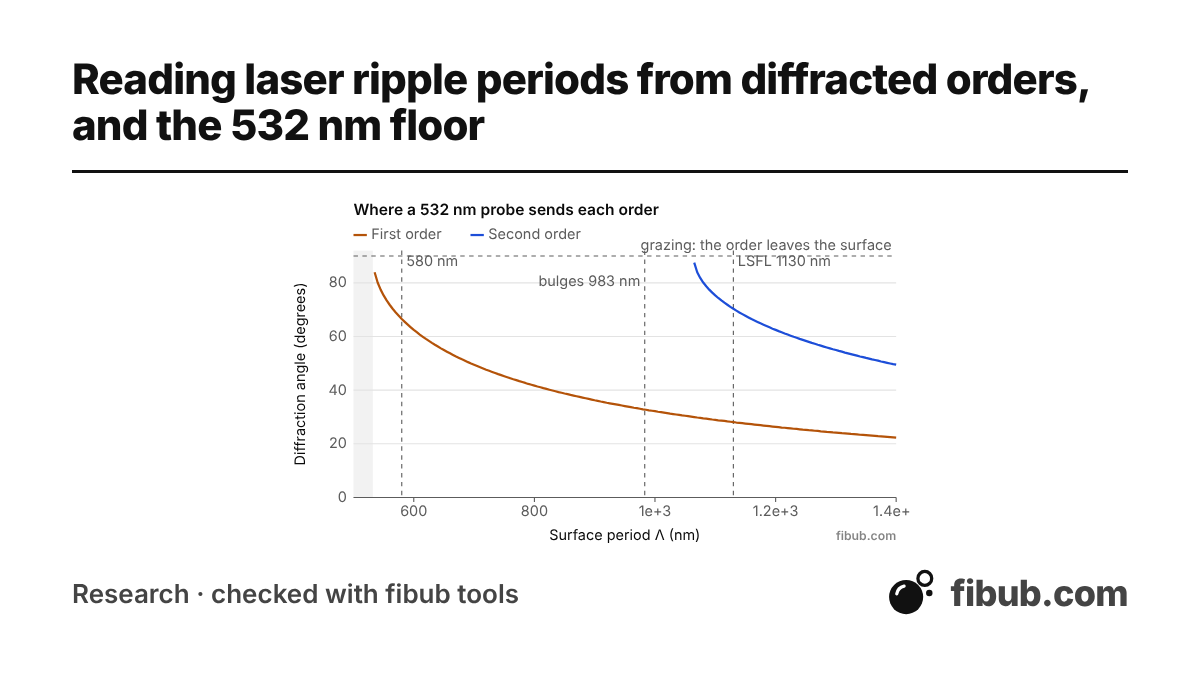 Reading laser ripple periods from diffracted orders,
and the 532 nm floor
Where a 532 nm probe sends each order
First order
Second order
grazing: the order leaves the surface
580 nm
LSFL 1130 nm
bulges 983 nm
80
60
40
20
0
Diffraction angle (degrees)
600
800
1e+3
1.2e+3
1.4e+
Surface period Λ (nm)
fibub.com
Research · checked with fibub tools
fibub.com